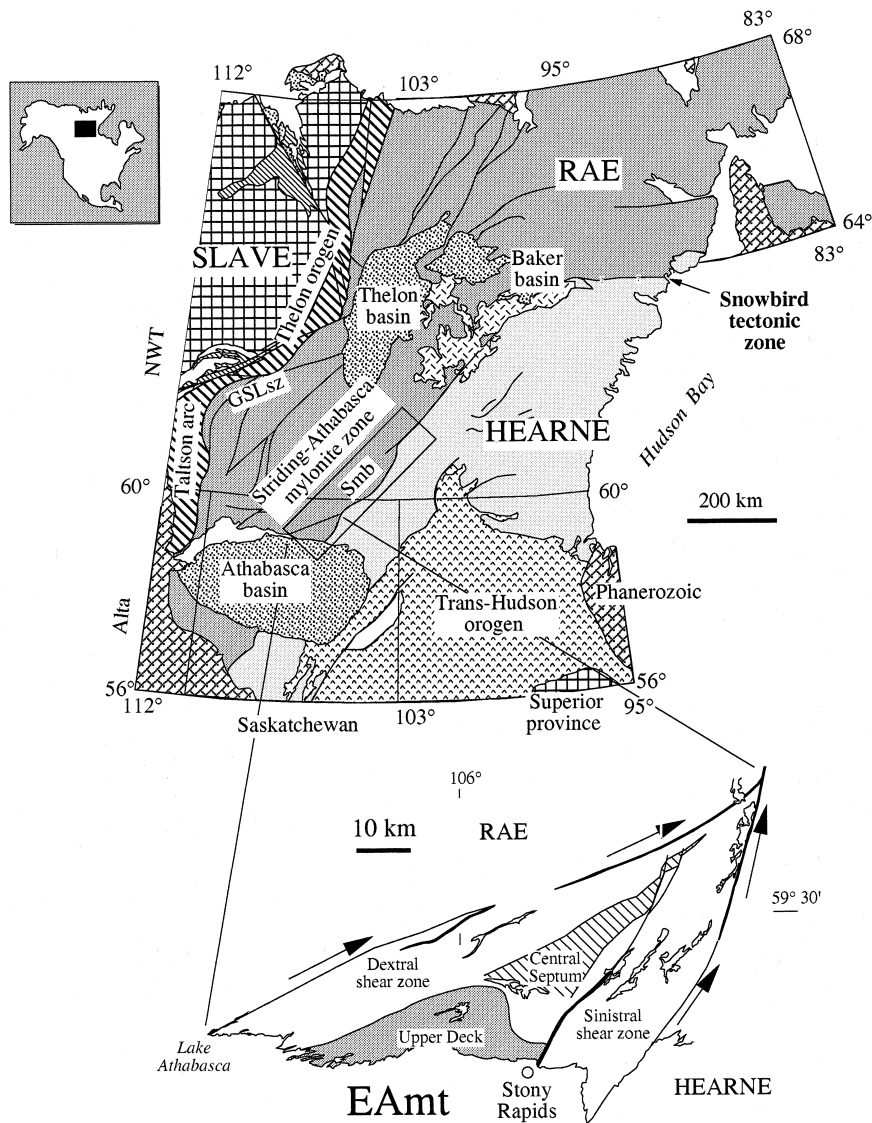 83°
68°
112°
103°
95°
RAE
64°
83°
SLAVE
Thelon orogen
Baker
basin
Thelon
basin
Snowbird
tectonic
zone
NWT
GSLsz
Taltson arc
Striding-Athabasca
mylonite zone
HEARNE
Hudson Bay
Smb
60°
60°
200 km
Athabasca
basin
Phanerozoic
Trans-Hudson
orogen
Alta
56°
112°
56°
95°
103°
Superior
province
Saskatchewan
106°
10 km
RAE
59° 30'
Dextral
shear zone
Central
Septum
Sinistral
shear zone
Upper Deck
Lake
Athabasca
Stony
Rapids
HEARNE
EAmt